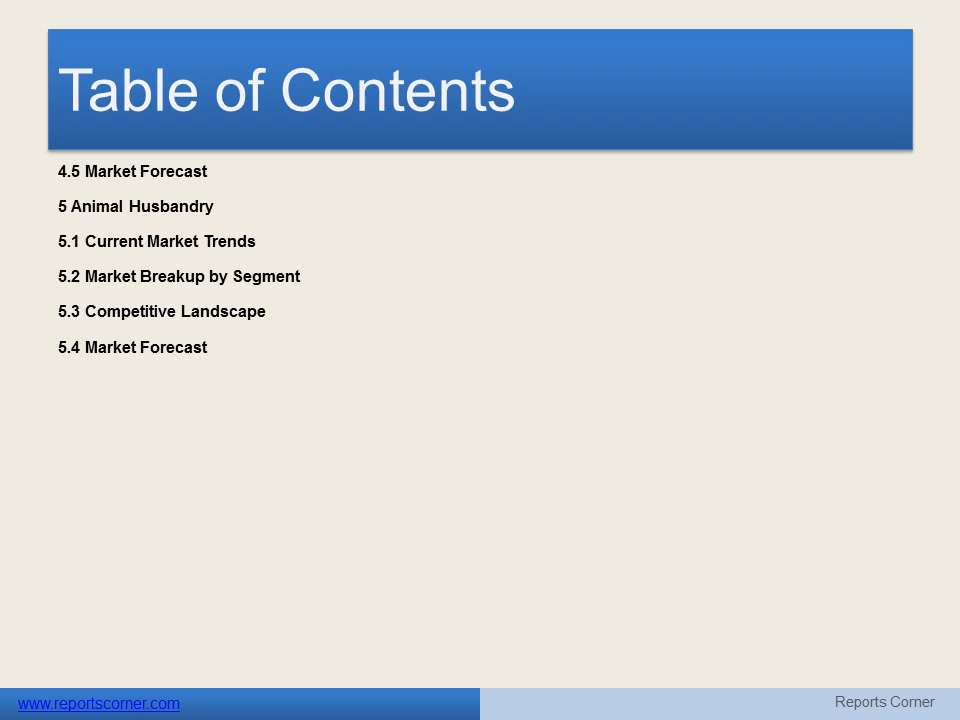 Table of Contents
4.5 Market Forecast
5 Animal Husbandry
5.1 Current Market Trends
5.2 Market Breakup by Segment
5.3 Competitive Landscape
5.4 Market Forecast
www.reportscorner.com
Reports Corner